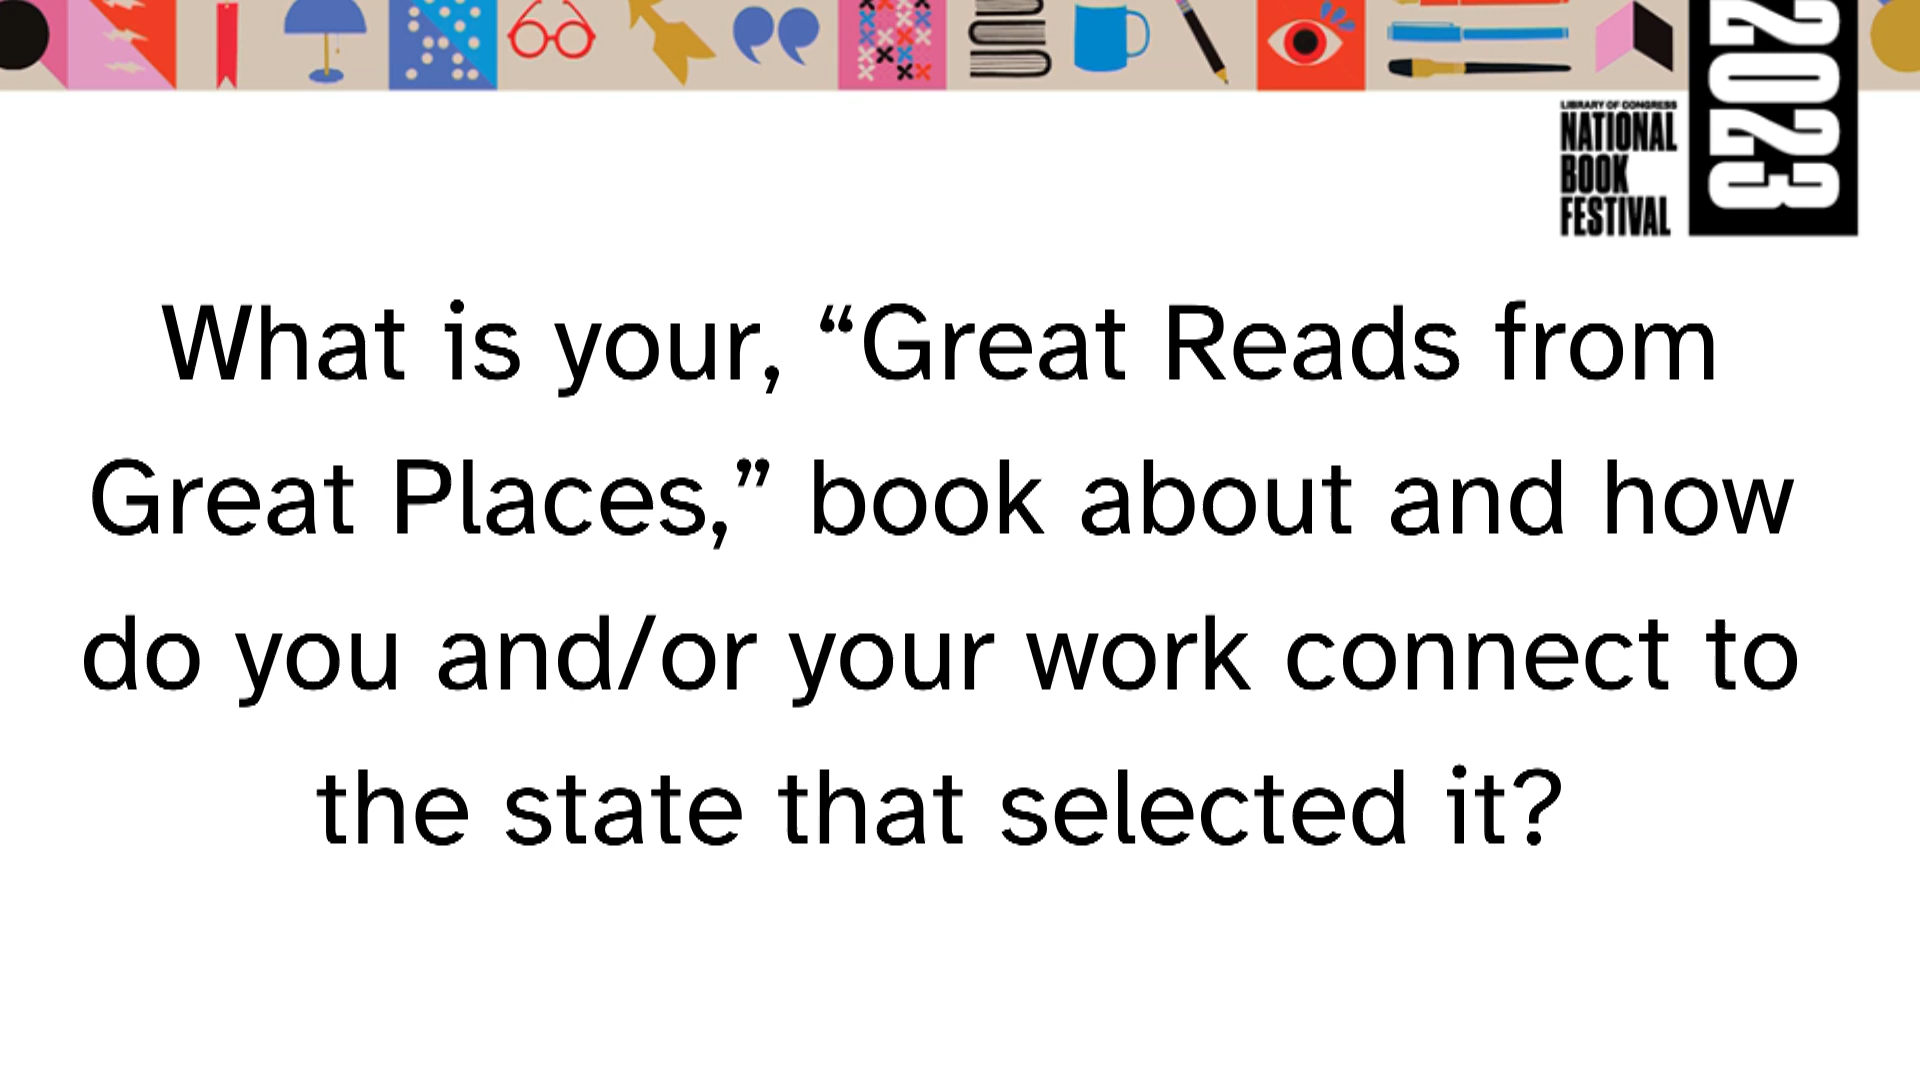 2023
LIBRARY OF CONGRESS
NATIONAL
BOOK
FESTIVAL
What is your, “Great Reads from
Great Places,” book about and how
do you and/or your work connect to
the state that selected it?